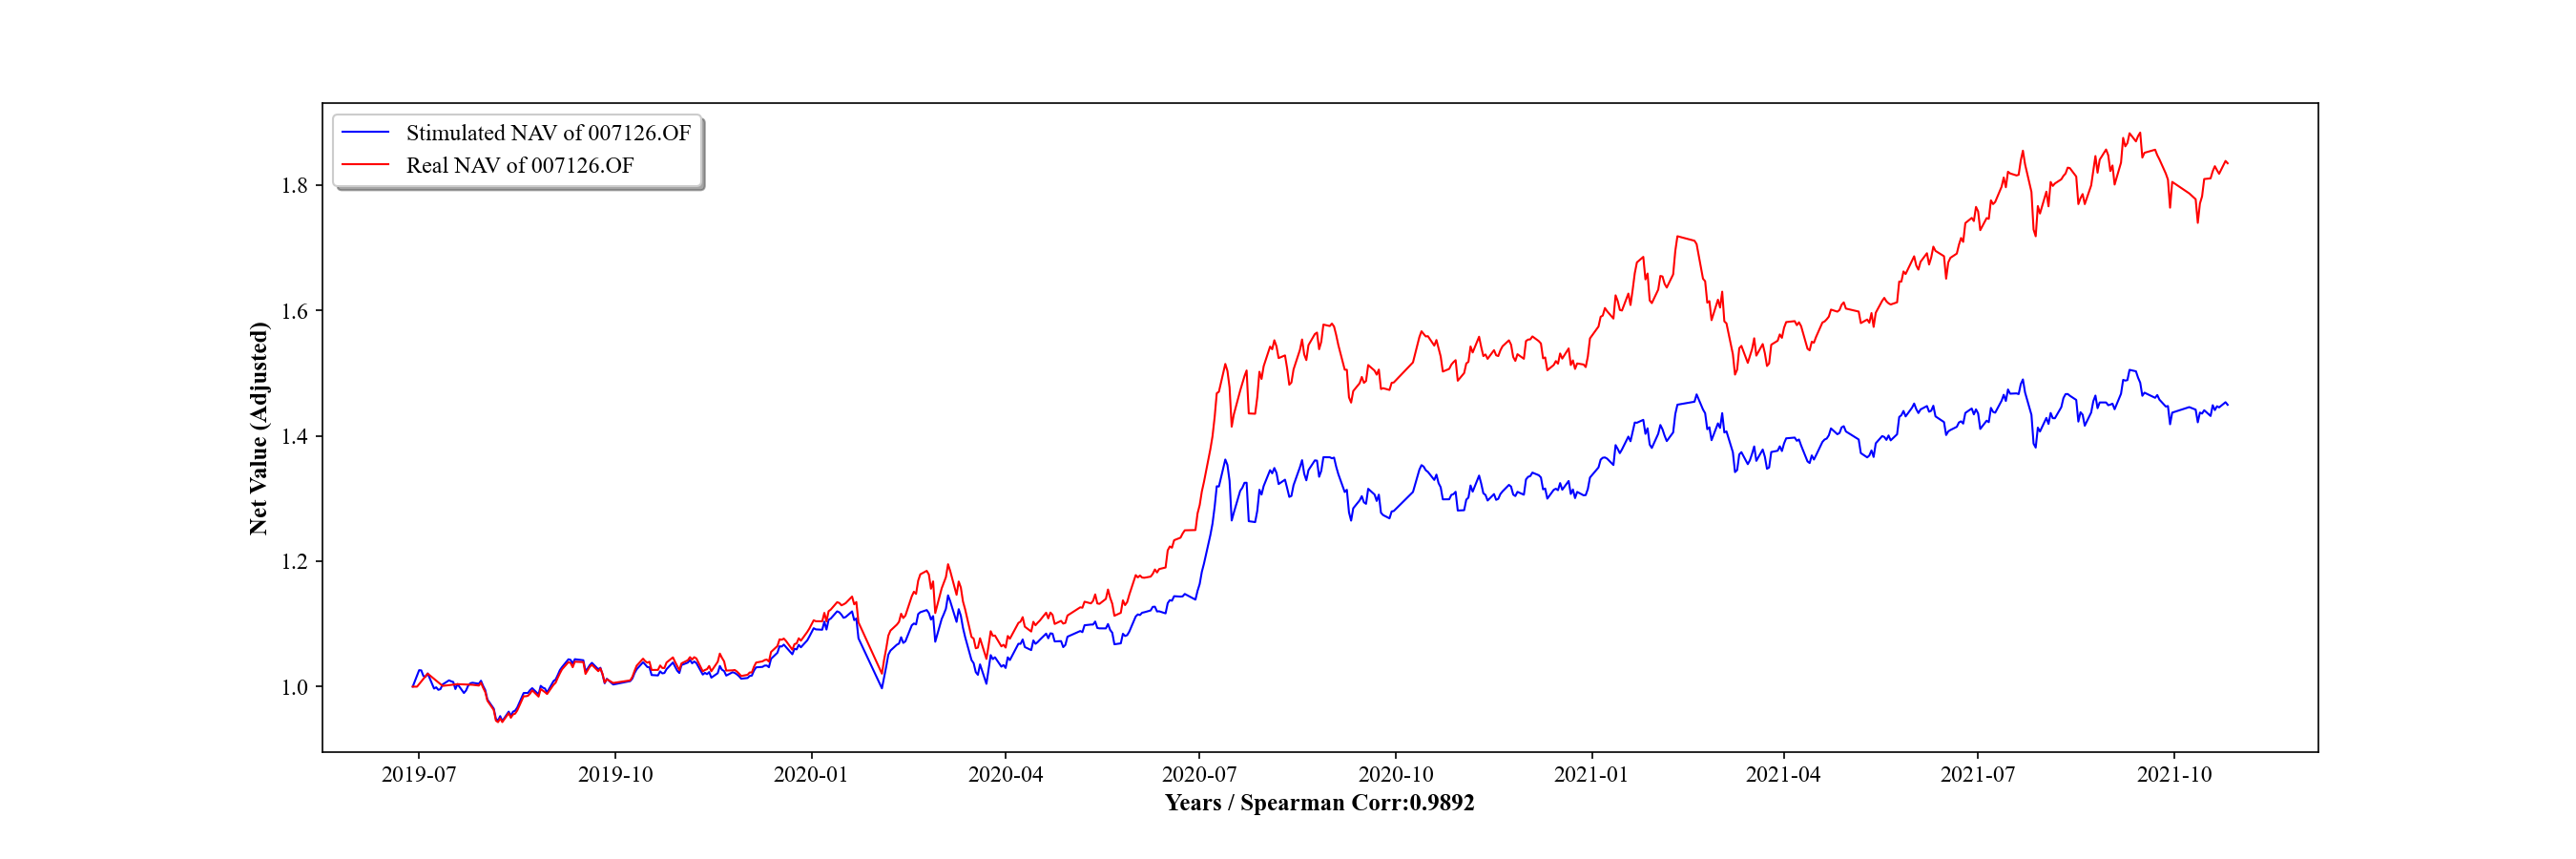 Stimulated NAV of 007126.OF
Real NAV of 007126.OF
1.8
1.6
1.4
1.2
1.0
Net Value (Adjusted)
2019-07 2019-10 2020-01 2020-04 2020-07 2020-10 2021-01 2021-04 2021-07 2021-10
Years / Spearman Corr:0.9892